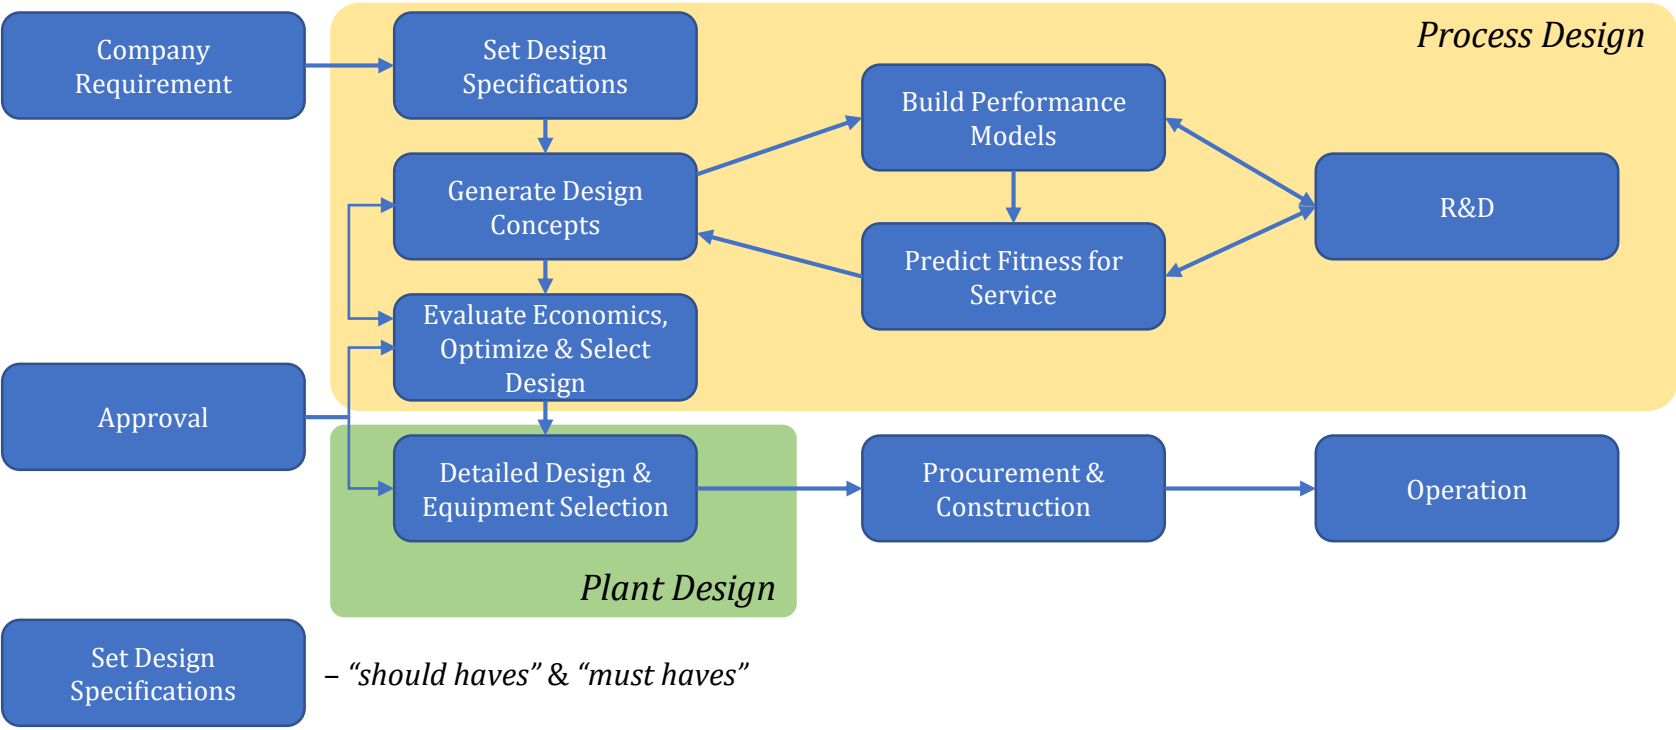 Company
Requirement
Set Design
Specifications
Process Design
Build Performance
Models
Generate Design
Concepts
R&D
Predict Fitness for
Service
Evaluate Economics,
Optimize & Select
Design
Approval
Detailed Design &
Equipment Selection
Procurement &
Construction
Operation
Plant Design
Set Design
Specifications
– “should haves” & “must haves”